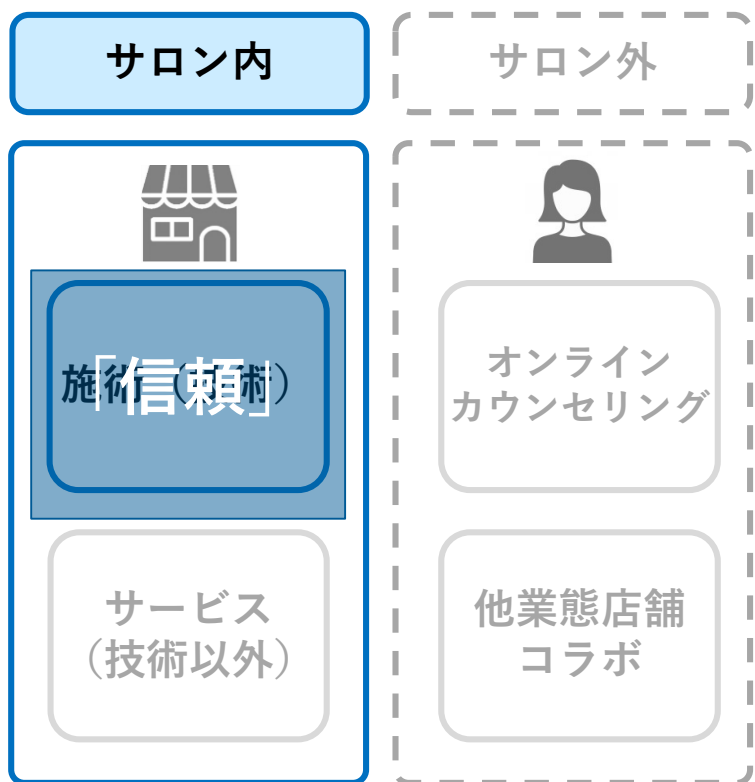 サロン内
サロン外
施術（技術）
「信頼」
オンライン
カウンセリング
サービス
（技術以外）
他業態店舗
コラボ